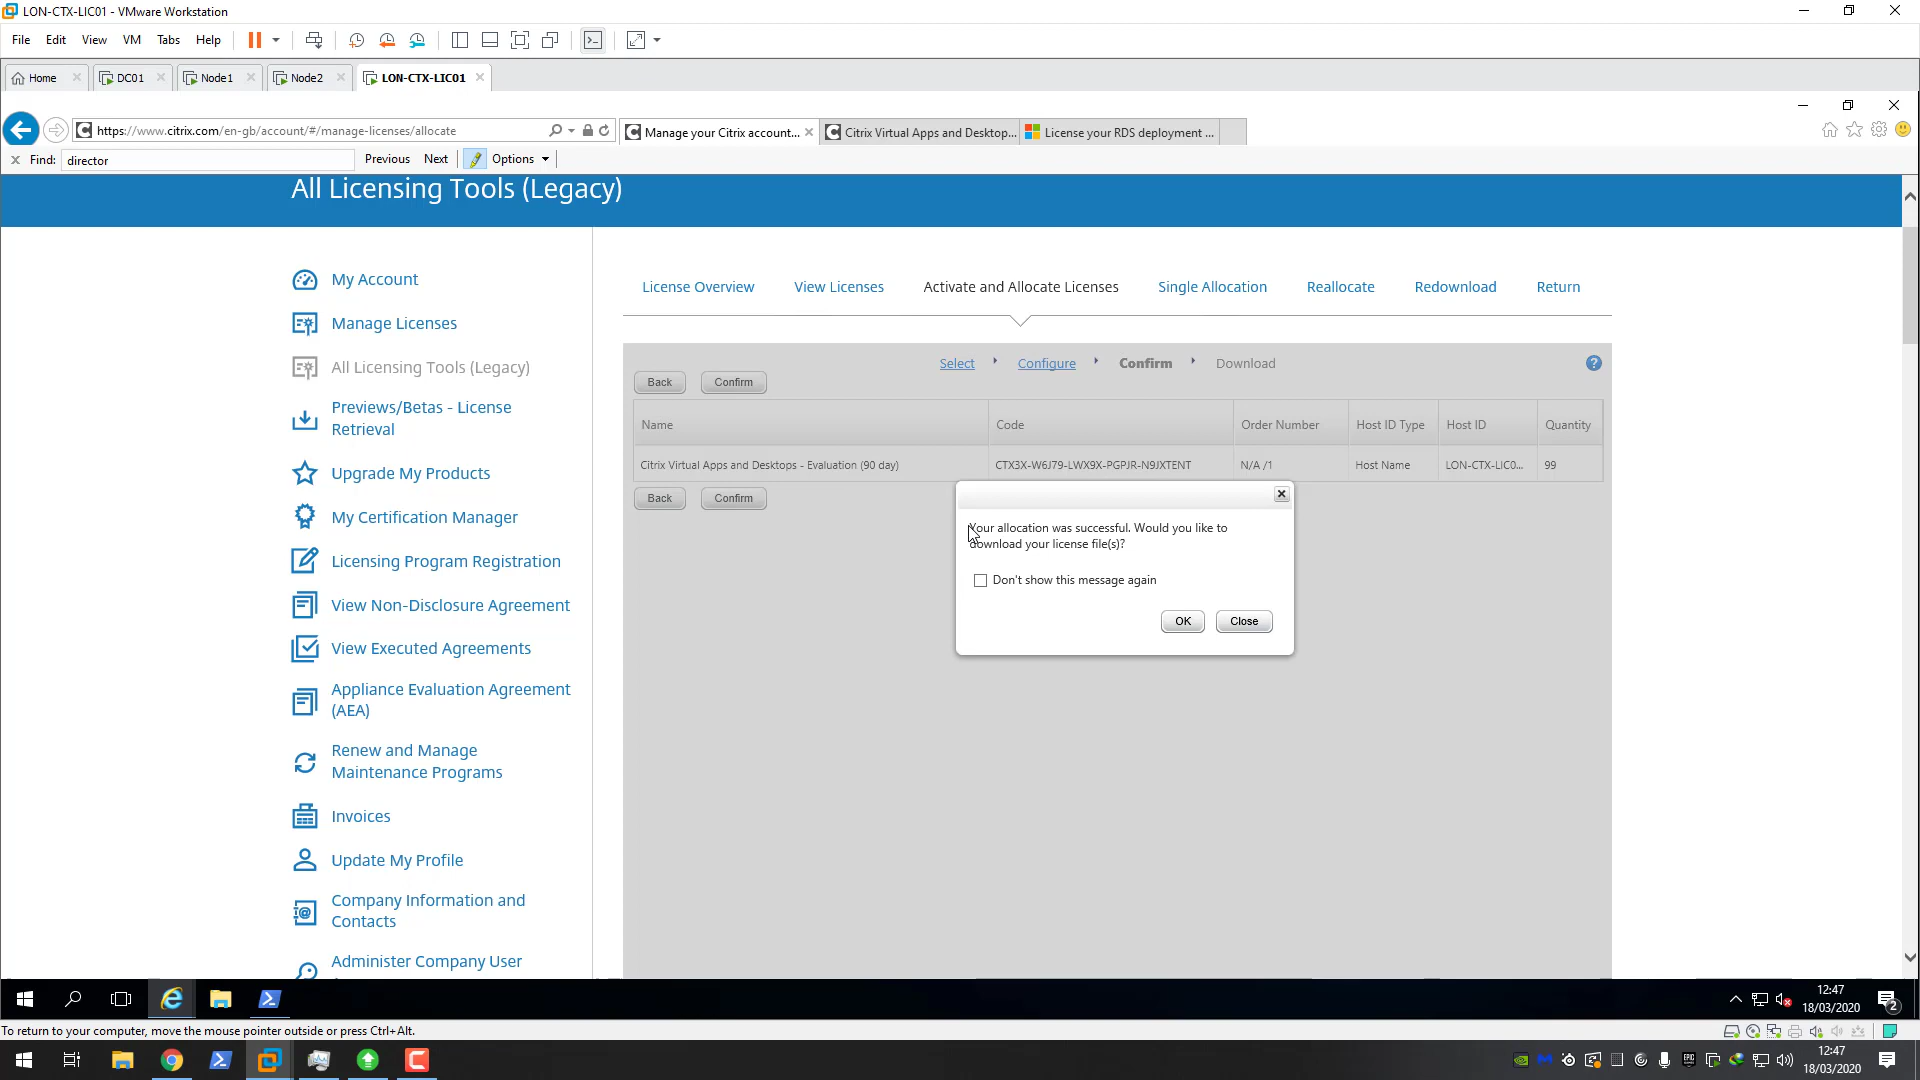 LON-CTX-LIC01 - VMware Workstation
File Edit View VM Tabs Help
Home DC01 Node1 Node2 LON-CTX-LIC01
https://www.citrix.com/en-gb/account/#/manage-licenses/allocate
Manage your Citrix account... Citrix Virtual Apps and Desktop... License your RDS deployment ...
Find: director Previous Next Options
All Licensing Tools (Legacy)
My Account
Manage Licenses
All Licensing Tools (Legacy)
Previews/Betas - License
Retrieval
Upgrade My Products
My Certification Manager
Licensing Program Registration
View Non-Disclosure Agreement
View Executed Agreements
Appliance Evaluation Agreement
(AEA)
Renew and Manage
Maintenance Programs
Invoices
Update My Profile
Company Information and
Contacts
Administer Company User
License Overview View Licenses Activate and Allocate Licenses Single Allocation Reallocate Redownload Return
Select Configure Confirm Download
Back Confirm
Name Code Order Number Host ID Type Host ID Quantity
Citrix Virtual Apps and Desktops - Evaluation (90 day) CTX3X-W6J79-LWX9X-PGPJR-N9JXTENT N/A /1 Host Name LON-CTX-LIC0... 99
Back Confirm
Your allocation was successful. Would you like to
download your license file(s)?
Don't show this message again
OK Close
12:47
18/03/2020
2
To return to your computer, move the mouse pointer outside or press Ctrl+Alt.
12:47
18/03/2020